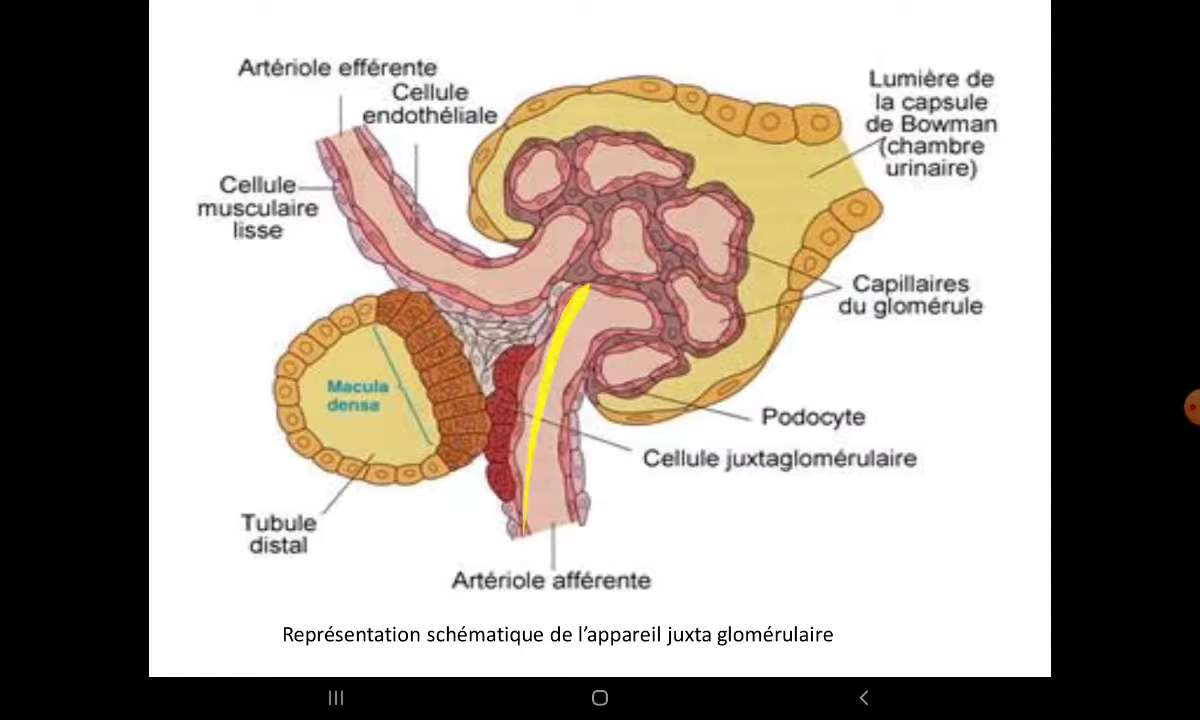 Artériole efférente
Cellule
endothéliale
Lumière de
la capsule
de Bowman
(chambre
urinaire)
Cellule
musculaire
lisse
Capillaires
du glomérule
Macula
densa
Podocyte
Cellule juxtaglomérulaire
Tubule
distal
Artériole afférente
Représentation schématique de l’appareil juxta glomérulaire